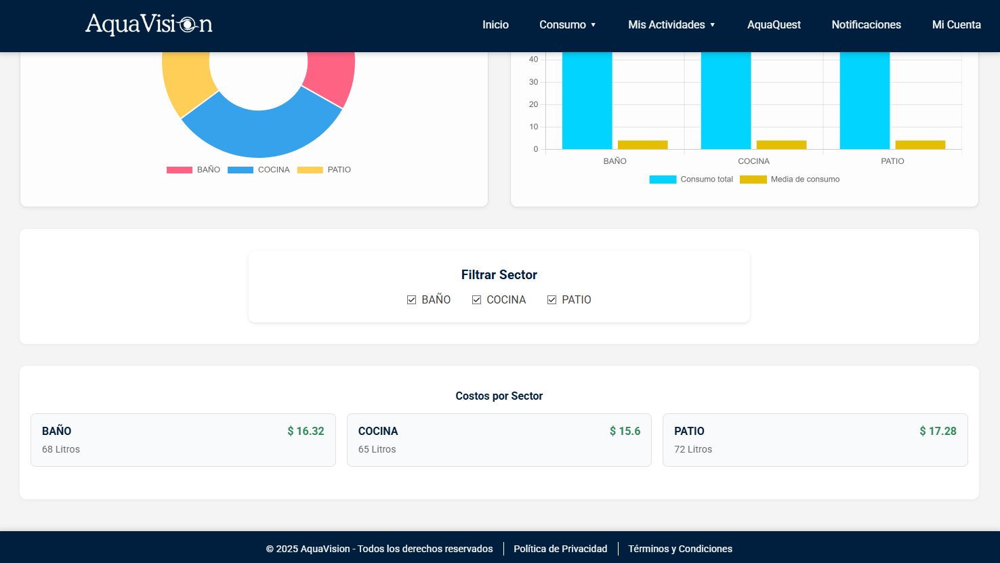 AquaVision
Inicio
Consumo ▼
Mis Actividades ▼
AquaQuest
Notificaciones
Mi Cuenta
BAÑO COCINA PATIO
40
30
20
10
0
BAÑO COCINA PATIO
Consumo total Media de consumo
Filtrar Sector
BAÑO COCINA PATIO
Costos por Sector
BAÑO $ 16.32
68 Litros
COCINA $ 15.6
65 Litros
PATIO $ 17.28
72 Litros
© 2025 AquaVision - Todos los derechos reservados
Política de Privacidad
Términos y Condiciones